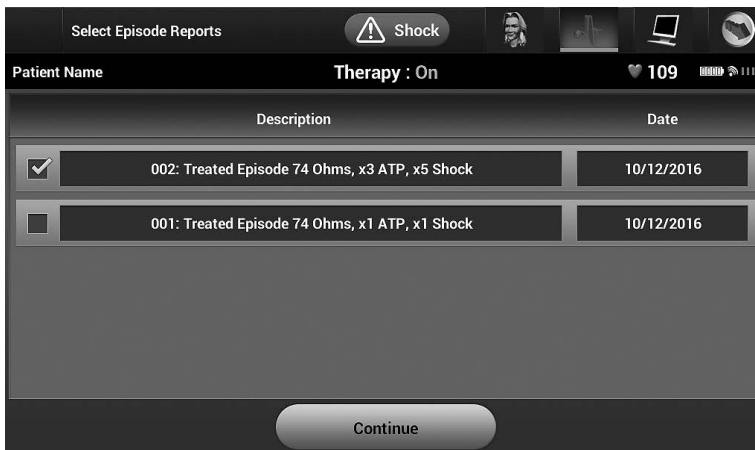 Select Episode Reports
Shock
Patient Name
Therapy : On
109
Description
Date
002: Treated Episode 74 Ohms, x3 ATP, x5 Shock
10/12/2016
001: Treated Episode 74 Ohms, x1 ATP, x1 Shock
10/12/2016
Continue